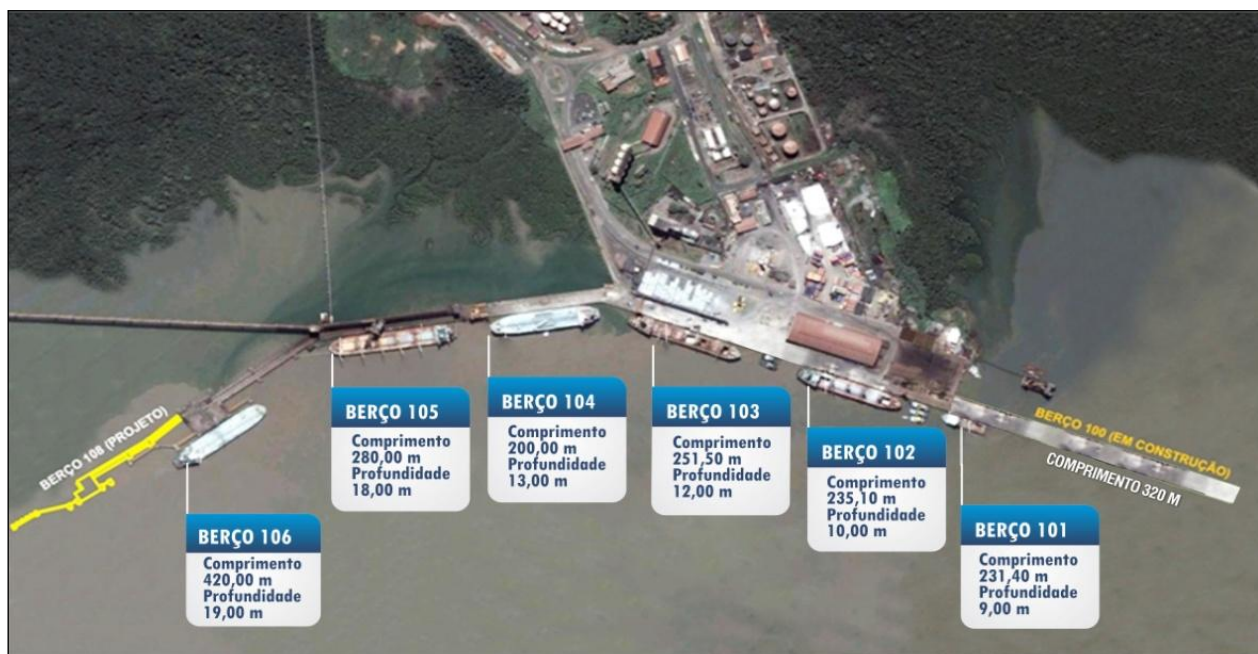 BERÇO 108 (PROJETO)
BERÇO 106
Comprimento
420,00 m
Profundidade
19,00 m
BERÇO 105
Comprimento
280,00 m
Profundidade
18,00 m
BERÇO 104
Comprimento
200,00 m
Profundidade
13,00 m
BERÇO 103
Comprimento
251,50 m
Profundidade
12,00 m
BERÇO 102
Comprimento
235,10 m
Profundidade
10,00 m
BERÇO 101
Comprimento
231,40 m
Profundidade
9,00 m
BERÇO 100 (EM CONSTRUÇÃO)
COMPRIMENTO 320 M